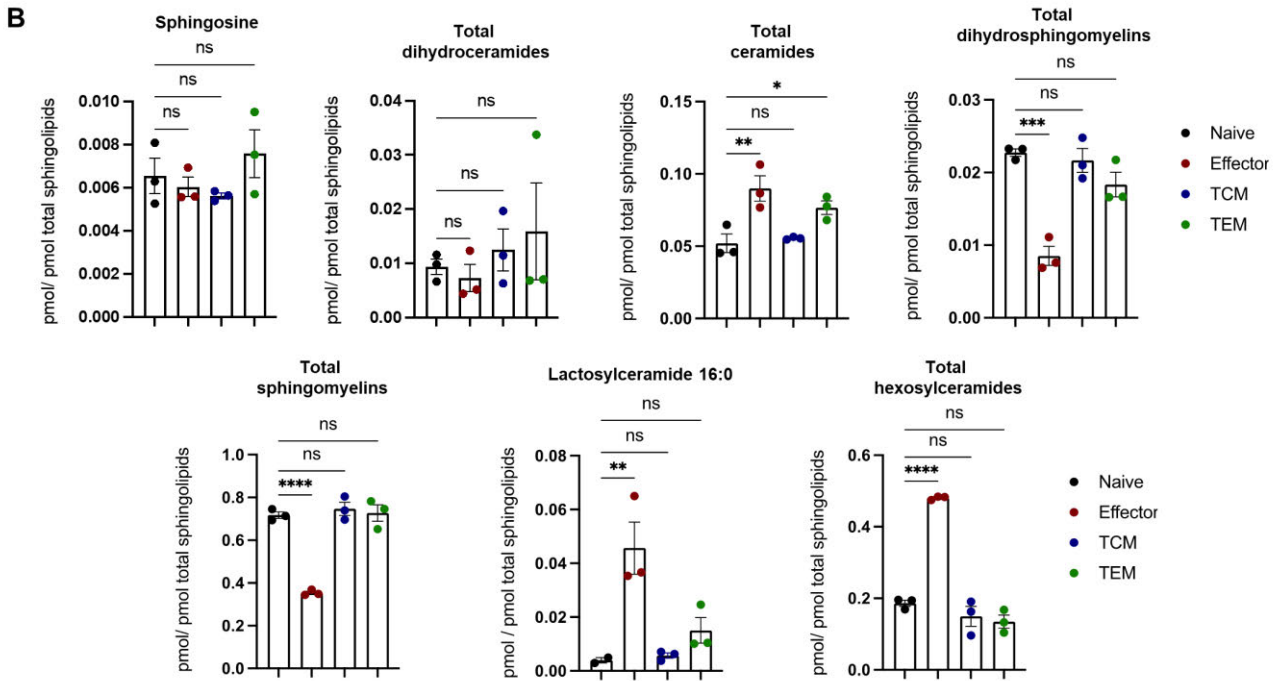 B
Sphingosine
ns
ns
ns
pmol/ pmol total sphingolipids
0.010
0.008
0.006
0.004
0.002
0.000
Total
dihydroceramides
ns
ns
ns
pmol/ pmol total sphingolipids
0.04
0.03
0.02
0.01
0.00
Total
ceramides
*
ns
**
pmol/ pmol total sphingolipids
0.15
0.10
0.05
0.00
Total
dihydrosphingomyelins
ns
ns
***
pmol/ pmol total sphingolipids
0.03
0.02
0.01
0.00
Naive
Effector
TCM
TEM
Total
sphingomyelins
ns
ns
****
pmol/ pmol total sphingolipids
1.0
0.8
0.6
0.4
0.2
0.0
Lactosylceramide 16:0
ns
ns
**
pmol / pmol total sphingolipids
0.08
0.06
0.04
0.02
0.00
Total
hexosylceramides
ns
ns
****
pmol/ pmol total sphingolipids
0.6
0.4
0.2
0.0
Naive
Effector
TCM
TEM